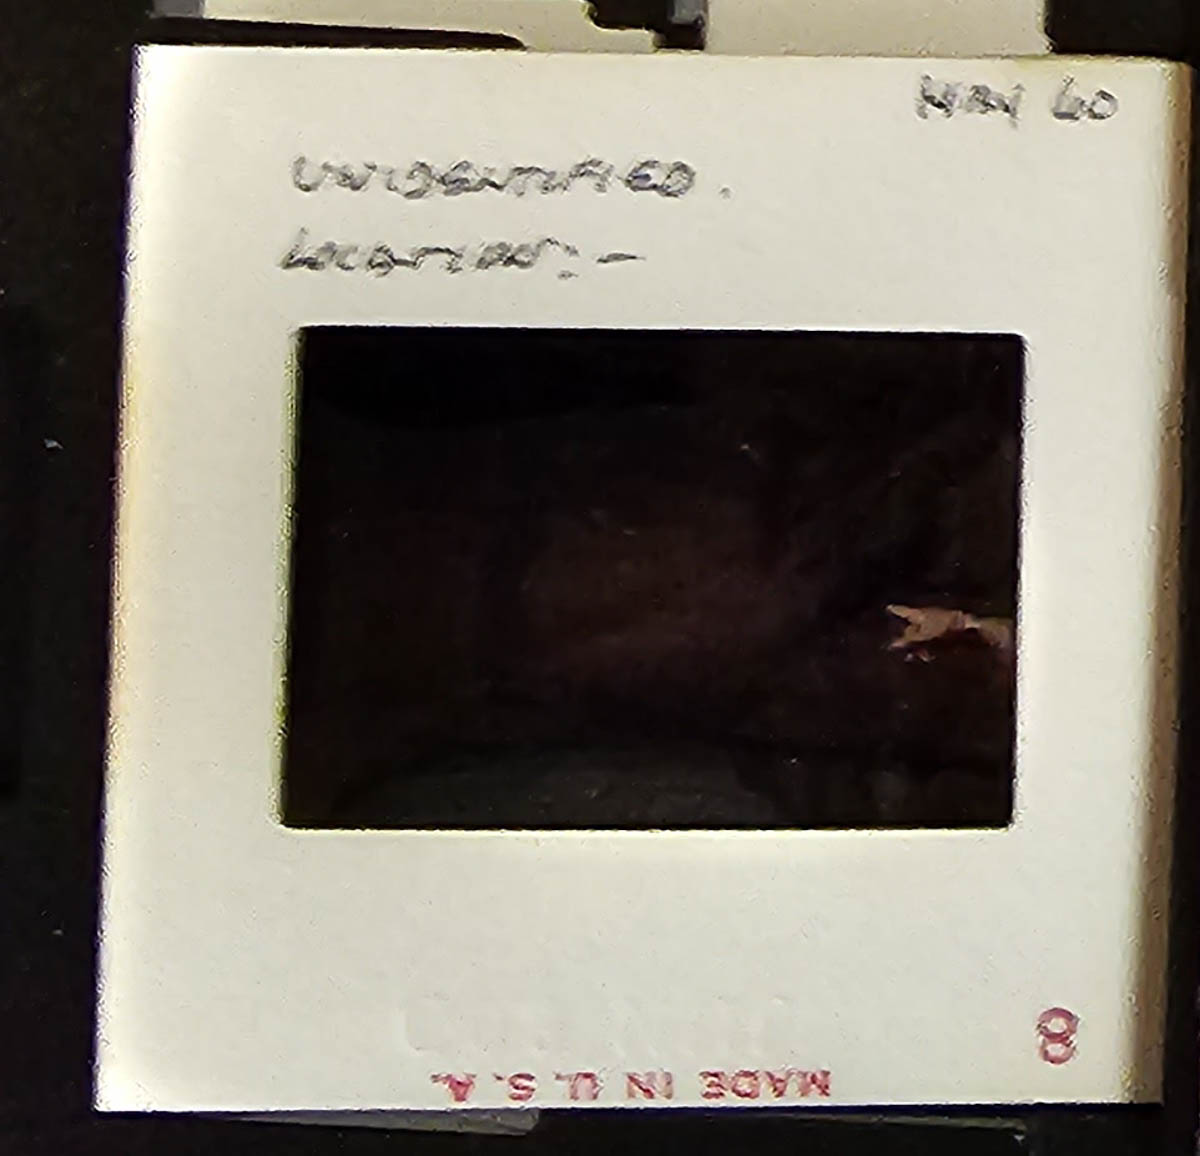 MAY 60
UNIDENTIFIED.
LOCATION:-
8
MADE IN U. S. A.